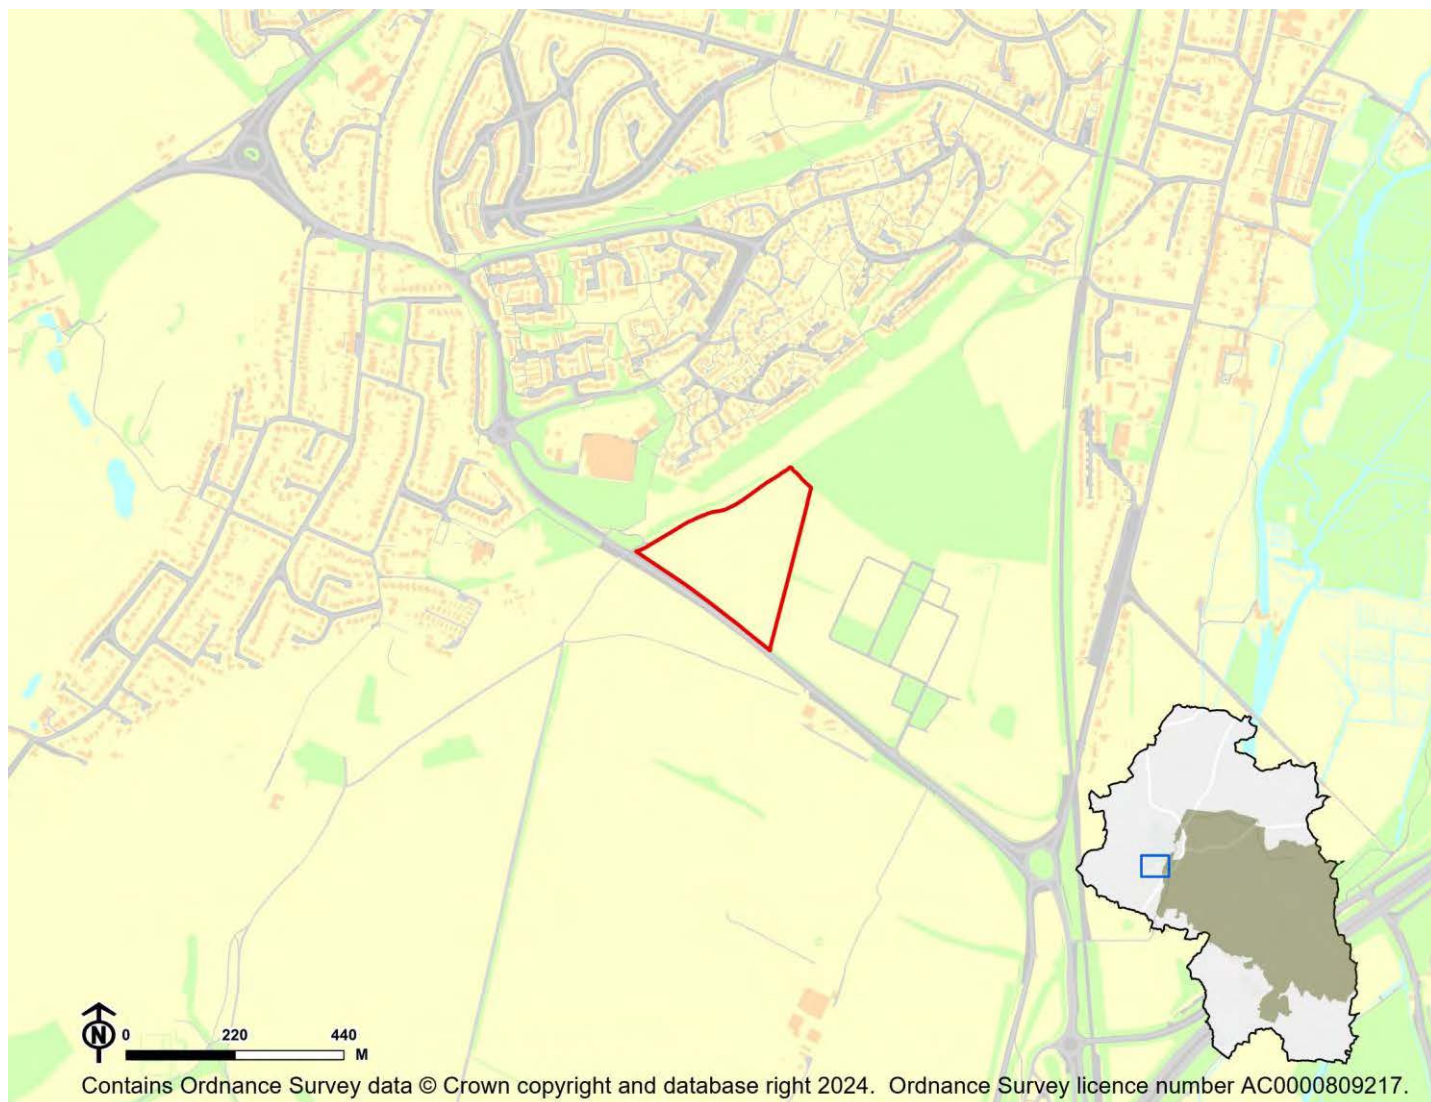 N
0 220 440
M
Contains Ordnance Survey data © Crown copyright and database right 2024. Ordnance Survey licence number AC0000809217.